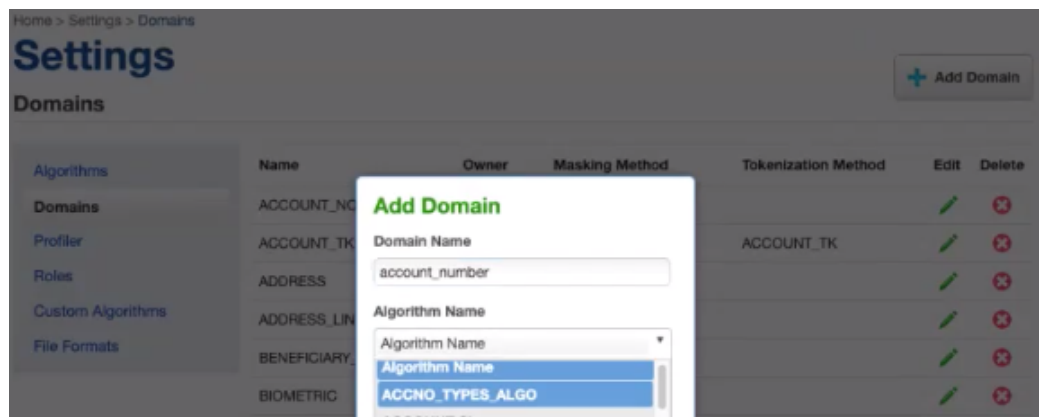 Home > Settings > Domains
Settings
Add Domain
Domains
Algorithms
Domains
Profiler
Roles
Custom Algorithms
File Formats
Name Owner Masking Method Tokenization Method Edit Delete
ACCOUNT_NO
ACCOUNT_TK ACCOUNT_TK
ADDRESS
ADDRESS_LIN
BENEFICIARY_
BIOMETRIC
Add Domain
Domain Name
account_number
Algorithm Name
Algorithm Name
Algorithm Name
ACCNO_TYPES_ALGO